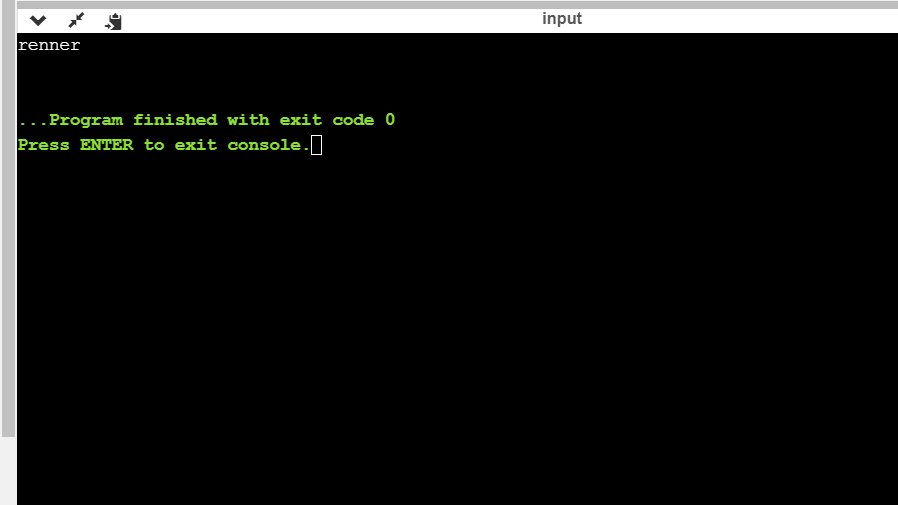 input
renner
...Program finished with exit code 0
Press ENTER to exit console.